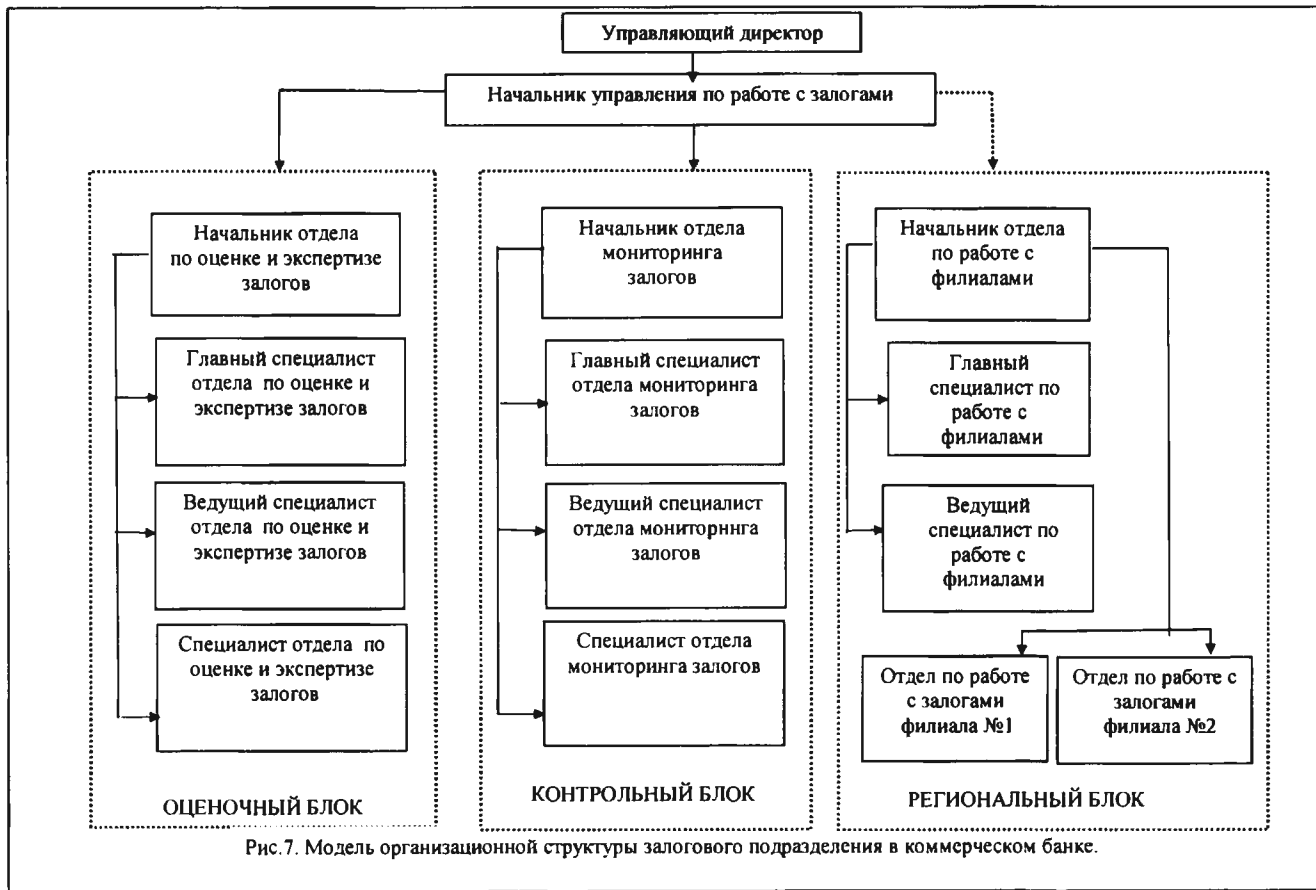 Управляющий директор
Начальник управления по работе с залогами
Начальник отдела
по оценке и экспертизе
залогов
Главный специалист
отдела по оценке и
экспертизе залогов
Ведущий специалист
отдела по оценке и
экспертизе залогов
Специалист отдела по
оценке и экспертизе
залогов
ОЦЕНОЧНЫЙ БЛОК
Начальник отдела
мониторинга
залогов
Главный специалист
отдела мониторинга
залогов
Ведущий специалист
отдела мониторннга
залогов
Специалист отдела
мониторинга залогов
КОНТРОЛЬНЫЙ БЛОК
Начальник отдела
по работе с
филиалами
Главный
специалист по
работе с
филиалами
Ведущий
специалист по
работе с
филиалами
Отдел по работе
с залогами
филиала №1
Отдел по работе с
залогами
филиала №2
РЕГИОНАЛЬНЫЙ БЛОК
Рис.7. Модель организационной структуры залогового подразделения в коммерческом банке.